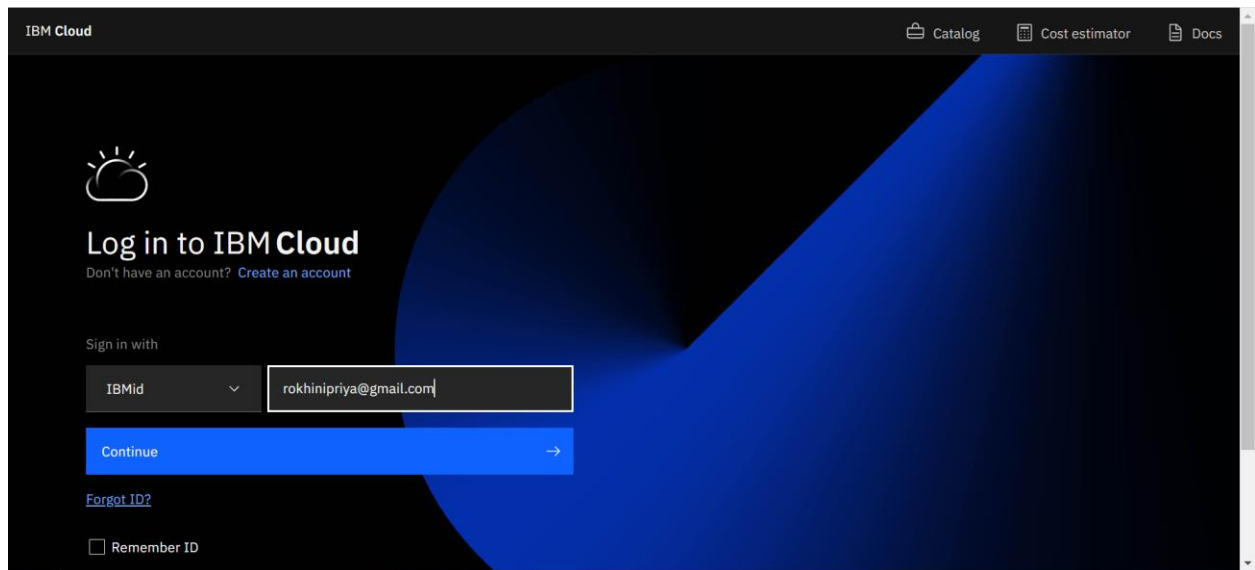 IBM Cloud Catalog Cost estimator Docs
Log in to IBM Cloud
Don't have an account? Create an account
Sign in with
IBMid rokhinipriya@gmail.com
Continue
Forgot ID?
Remember ID